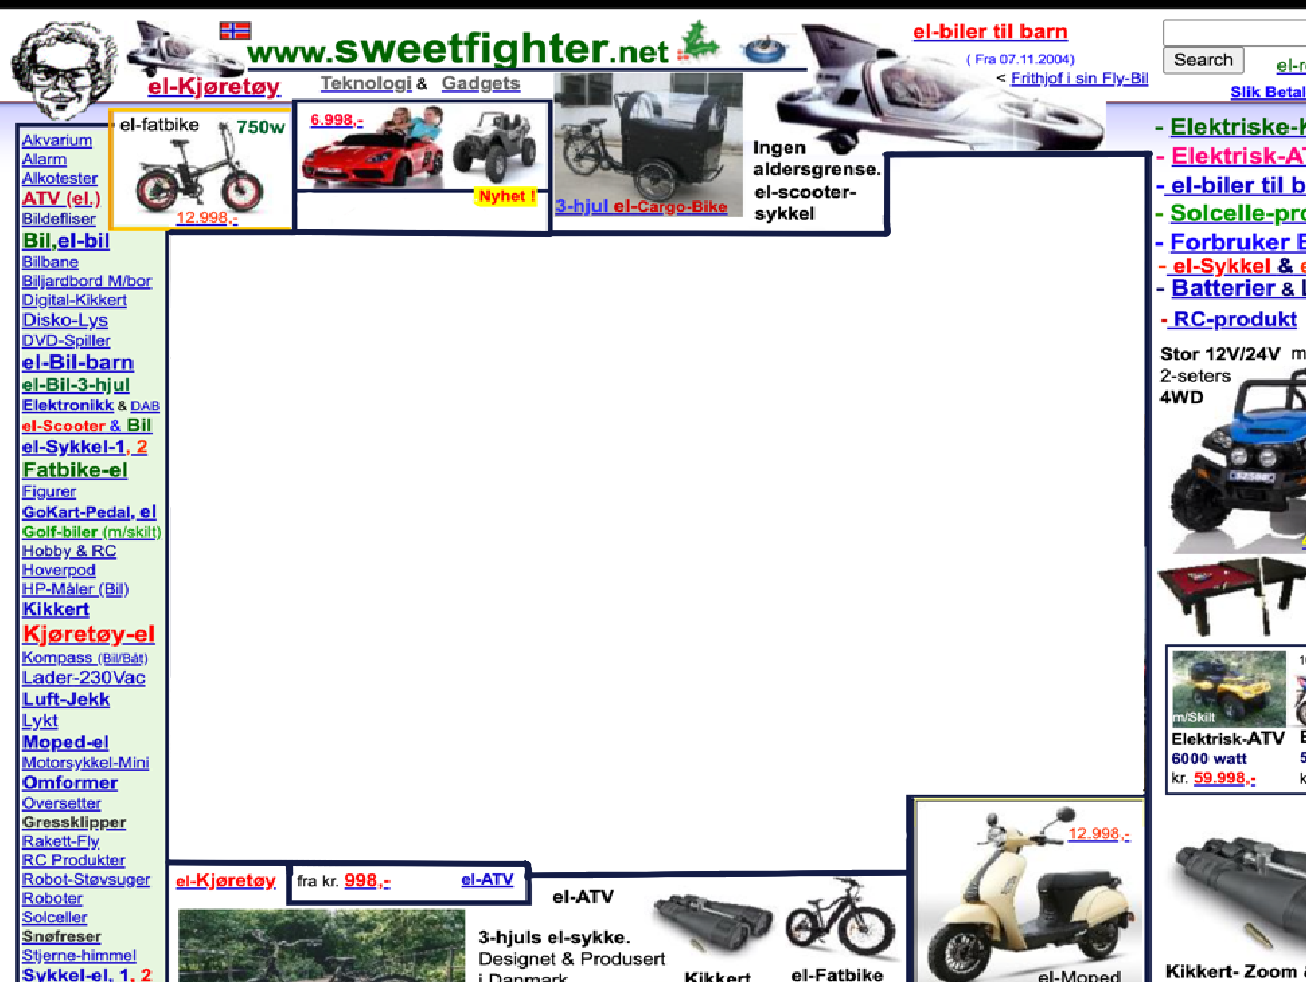 www.sweetfighter.net
el-biler til barn
( Fra 07.11.2004)
< Frithjof i sin Fly-Bil
Search
Slik Betal
el-Kjøretøy
Teknologi & Gadgets
el-fatbike 750w
12.998,-
6.998,-
Nyhet !
3-hjul el-Cargo-Bike
Ingen
aldersgrense.
el-scooter-
sykkel
Akvarium
Alarm
Alkotester
ATV (el.)
Bildefliser
Bil,el-bil
Bilbane
Biljardbord M/bor
Digital-Kikkert
Disko-Lys
DVD-Spiller
el-Bil-barn
el-Bil-3-hjul
Elektronikk & DAB
el-Scooter & Bil
el-Sykkel-1, 2
Fatbike-el
Figurer
GoKart-Pedal, el
Golf-biler (m/skilt)
Hobby & RC
Hoverpod
HP-Måler (Bil)
Kikkert
Kjøretøy-el
Kompass (Bil/Båt)
Lader-230Vac
Luft-Jekk
Lykt
Moped-el
Motorsykkel-Mini
Omformer
Oversetter
Gressklipper
Rakett-Fly
RC Produkter
Robot-Støvsuger
Roboter
Solceller
Snøfreser
Stjerne-himmel
Sykkel-el, 1, 2
el-Kjøretøy
fra kr. 998,- el-ATV
el-ATV
3-hjuls el-sykke.
Designet & Produsert
i Danmark
Kikkert
el-Fatbike
12.998,-
el-Moped
- Elektriske-
- Elektrisk-AT
- el-biler til b
- Solcelle-pro
- Forbruker E
- el-Sykkel & e
- Batterier & L
- RC-produkt
Stor 12V/24V m
2-seters
4WD
m/Skilt
Elektrisk-ATV
6000 watt
kr. 59.998,-
Kikkert- Zoom